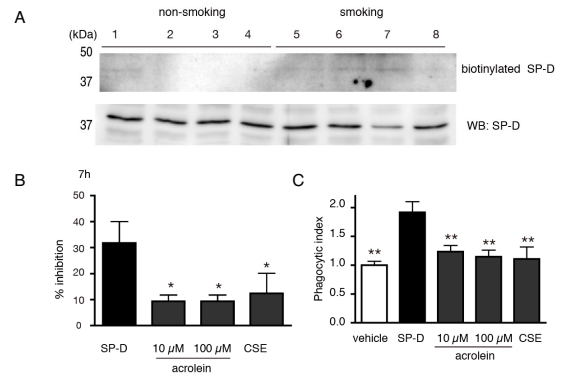 A
non-smoking smoking
(kDa) 1 2 3 4 5 6 7 8
50
biotinylated SP-D
37
37 WB: SP-D
B
7h
% inhibition
50
40
30
20
10
0
* * *
SP-D 10 µM 100 µM CSE
acrolein
C
Phagocytic index
2.0
1.5
1.0
0.5
0.0
** ** ** **
vehicle SP-D 10 µM 100 µM CSE
acrolein